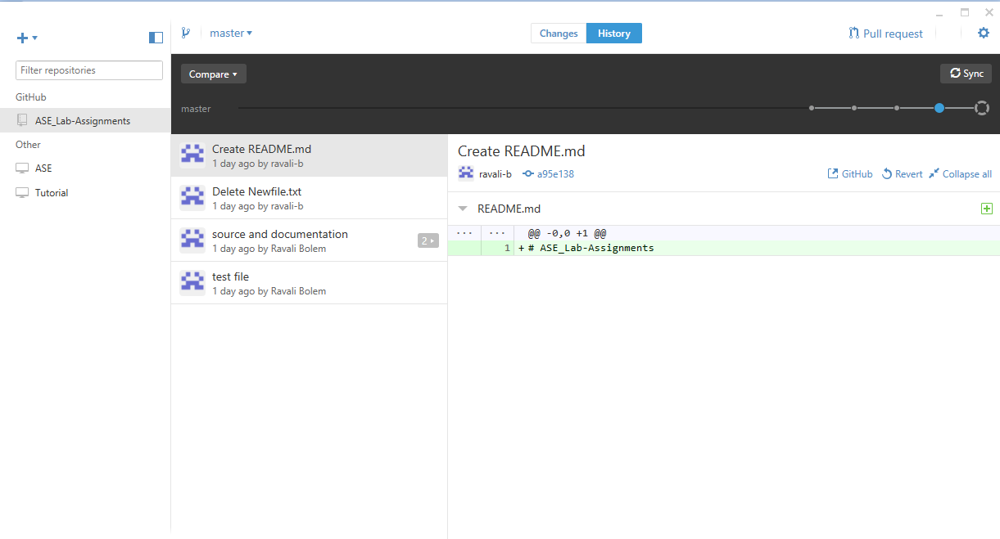 master
Changes
History
Pull request
Filter repositories
GitHub
ASE_Lab-Assignments
Other
ASE
Tutorial
Compare
Sync
master
Create README.md
1 day ago by ravali-b
Delete Newfile.txt
1 day ago by ravali-b
source and documentation
1 day ago by Ravali Bolem
2
test file
1 day ago by Ravali Bolem
Create README.md
ravali-b a95e138
GitHub Revert Collapse all
README.md
... ... @@ -0,0 +1 @@
1 + # ASE_Lab-Assignments